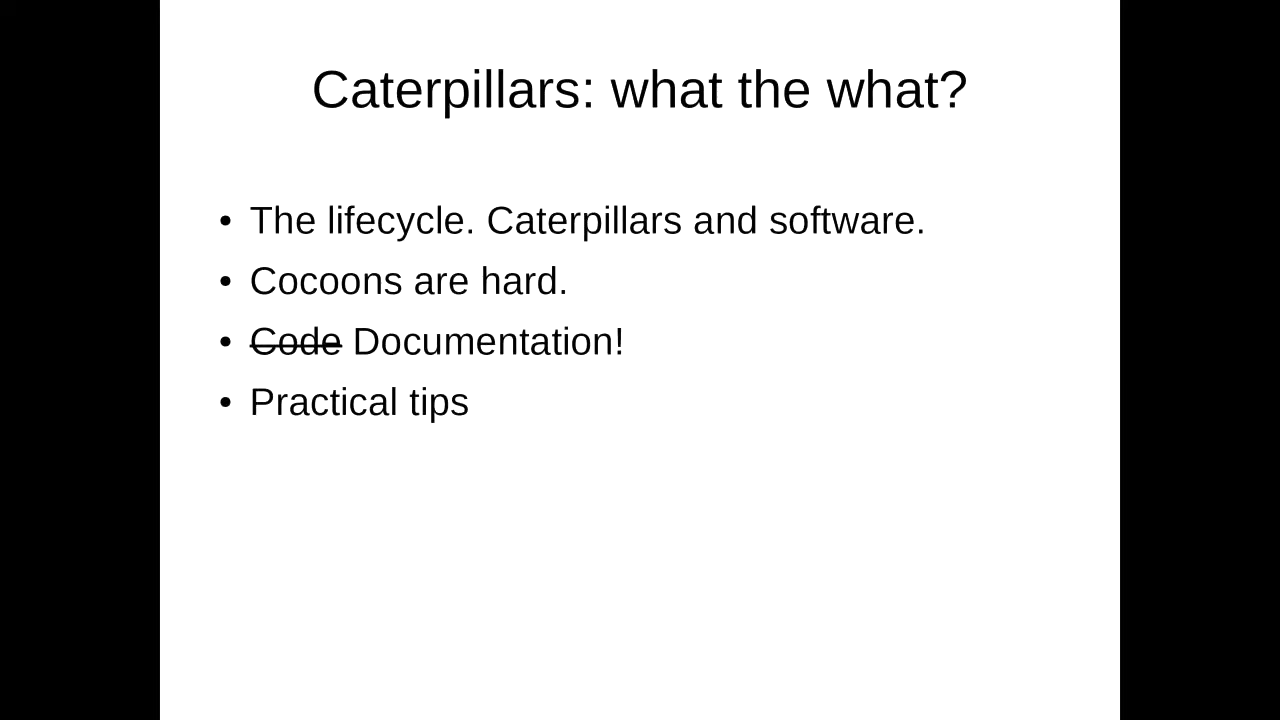 Caterpillars: what the what?
• The lifecycle. Caterpillars and software.
• Cocoons are hard.
• ~~Code~~ Documentation!
• Practical tips